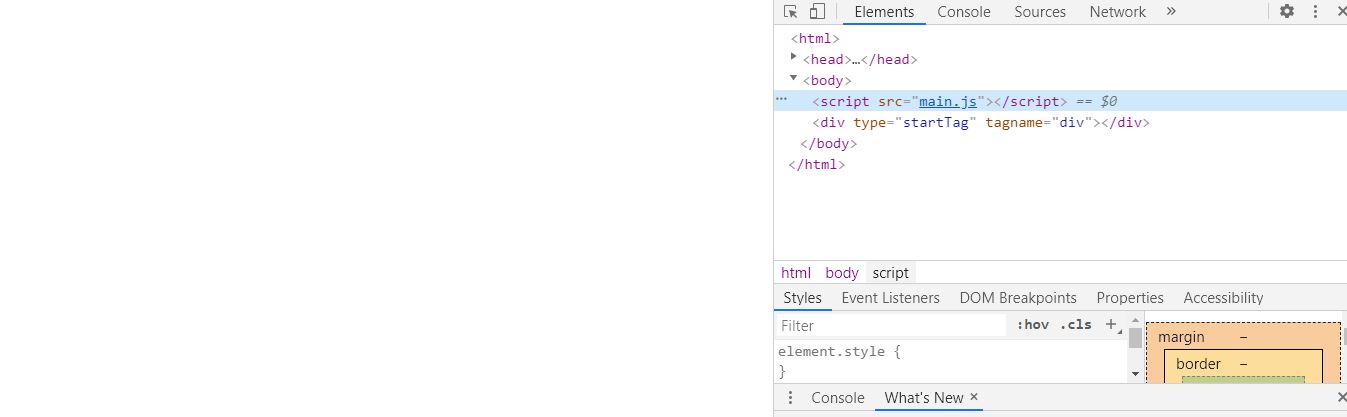 Elements Console Sources Network »
<html>
<head>…</head>
<body>
<script src="main.js"></script> == $0
<div type="startTag" tagname="div"></div>
</body>
</html>
html body script
Styles Event Listeners DOM Breakpoints Properties Accessibility
Filter :hov .cls +
margin –
element.style {
border –
}
Console What's New ×